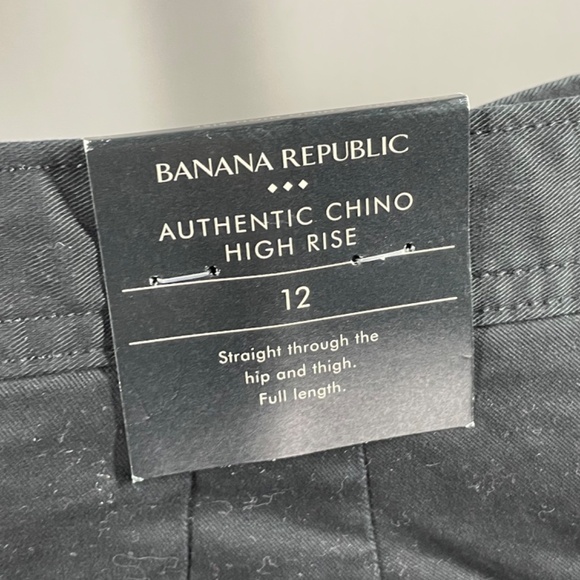 BANANA REPUBLIC
AUTHENTIC CHINO
HIGH RISE
12
Straight through the
hip and thigh.
Full length.